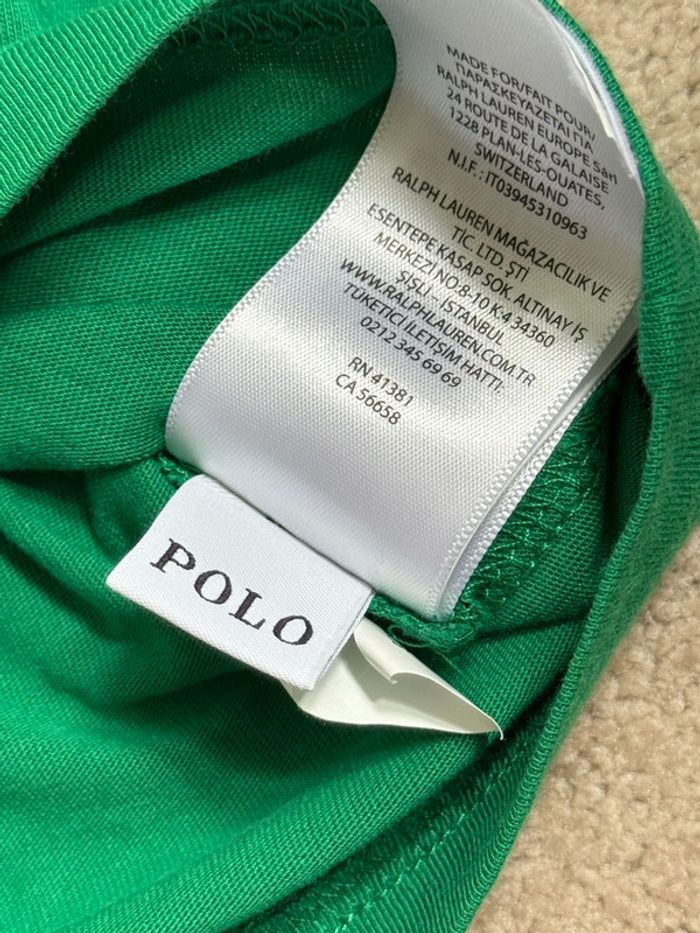 MADE FOR/FAIT POUR/
ΠΑΡΑΣΚΕΥΑΖΕΤΑΙ ΓΙΑ
RALPH LAUREN EUROPE Sàrl
24 ROUTE DE LA GALAISE
1228 PLAN-LES-OUATES,
SWITZERLAND
N.I.F.: IT03945310963
RALPH LAUREN MAĞAZACILIK VE
TİC. LTD. ŞTİ
ESENTEPE KASAP SOK. ALTINAY İŞ
MERKEZİ NO:8-10 K:4 34360
ŞİŞLİ - İSTANBUL
WWW.RALPHLAUREN.COM.TR
TÜKETİCİ İLETİŞİM HATTI:
0212 345 69 69
RN 41381
CA 56658
POLO